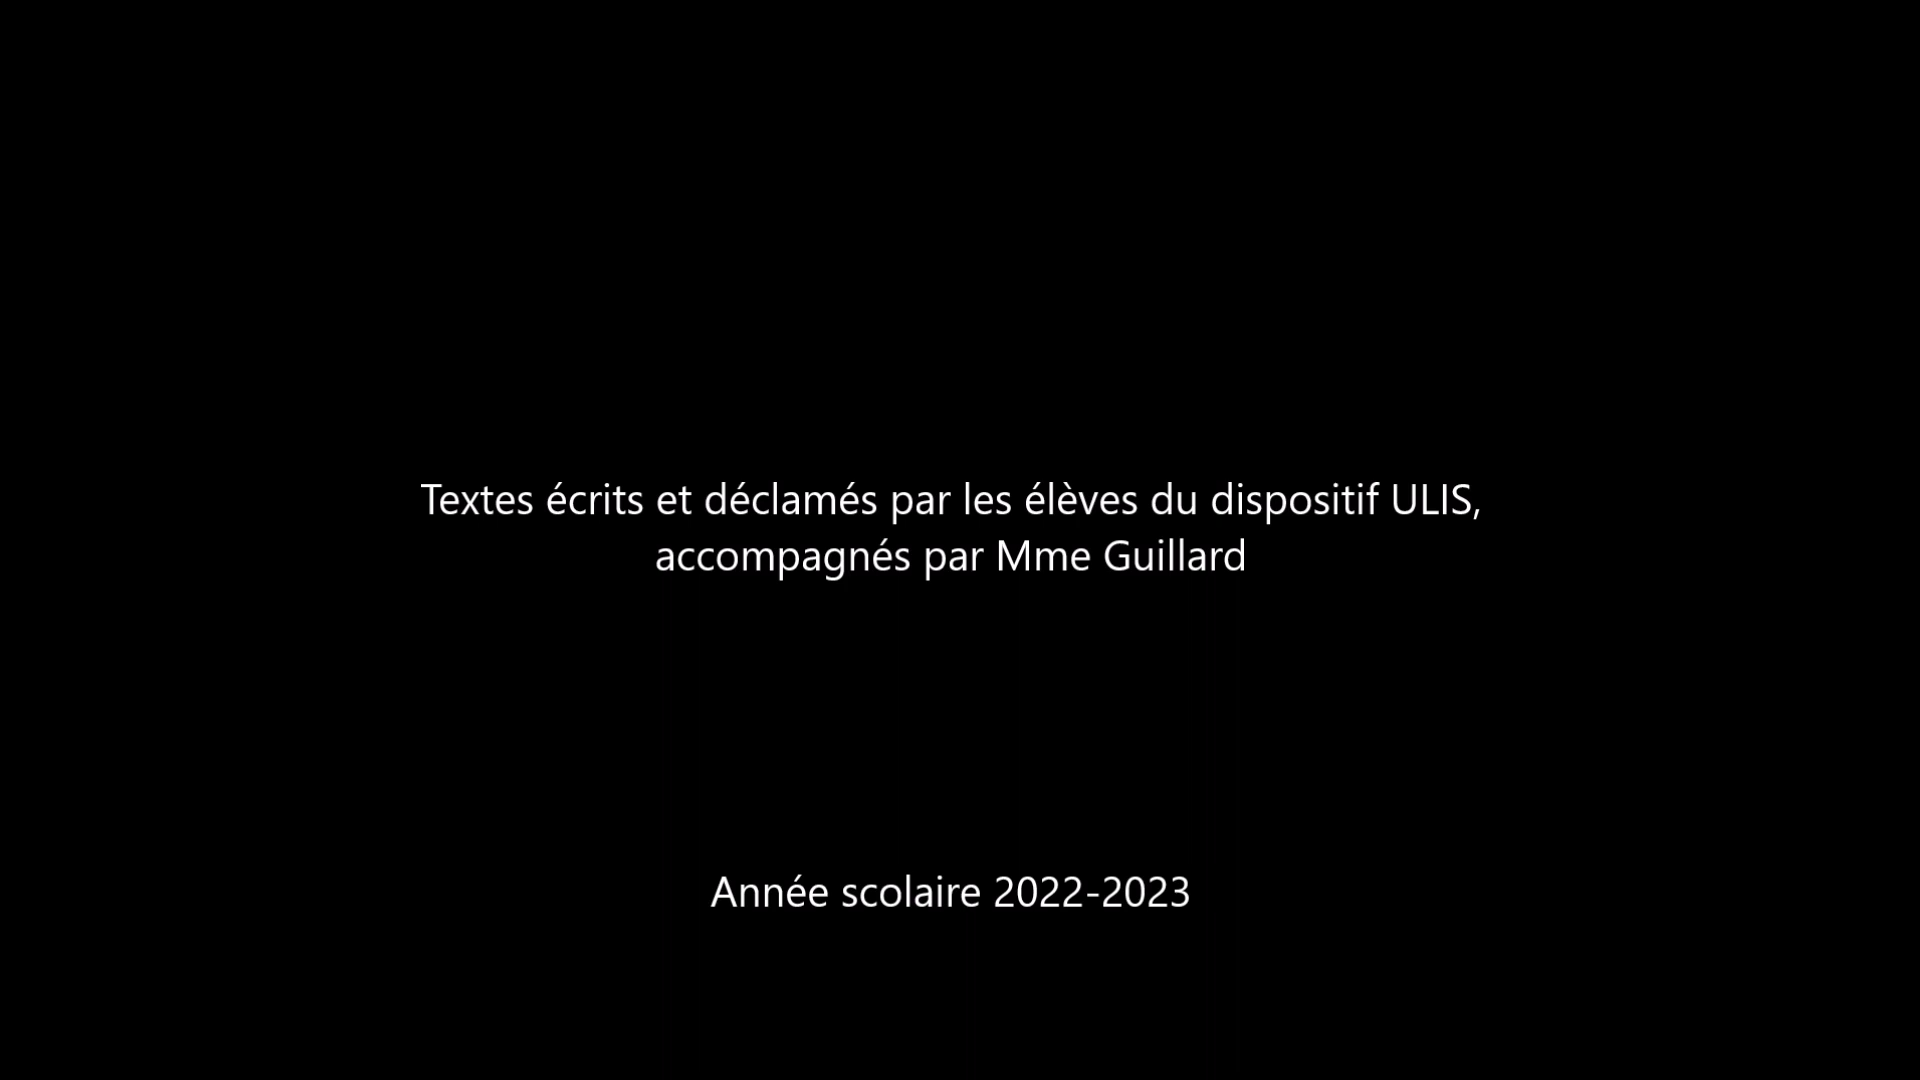 Textes écrits et déclamés par les élèves du dispositif ULIS,
accompagnés par Mme Guillard
Année scolaire 2022-2023